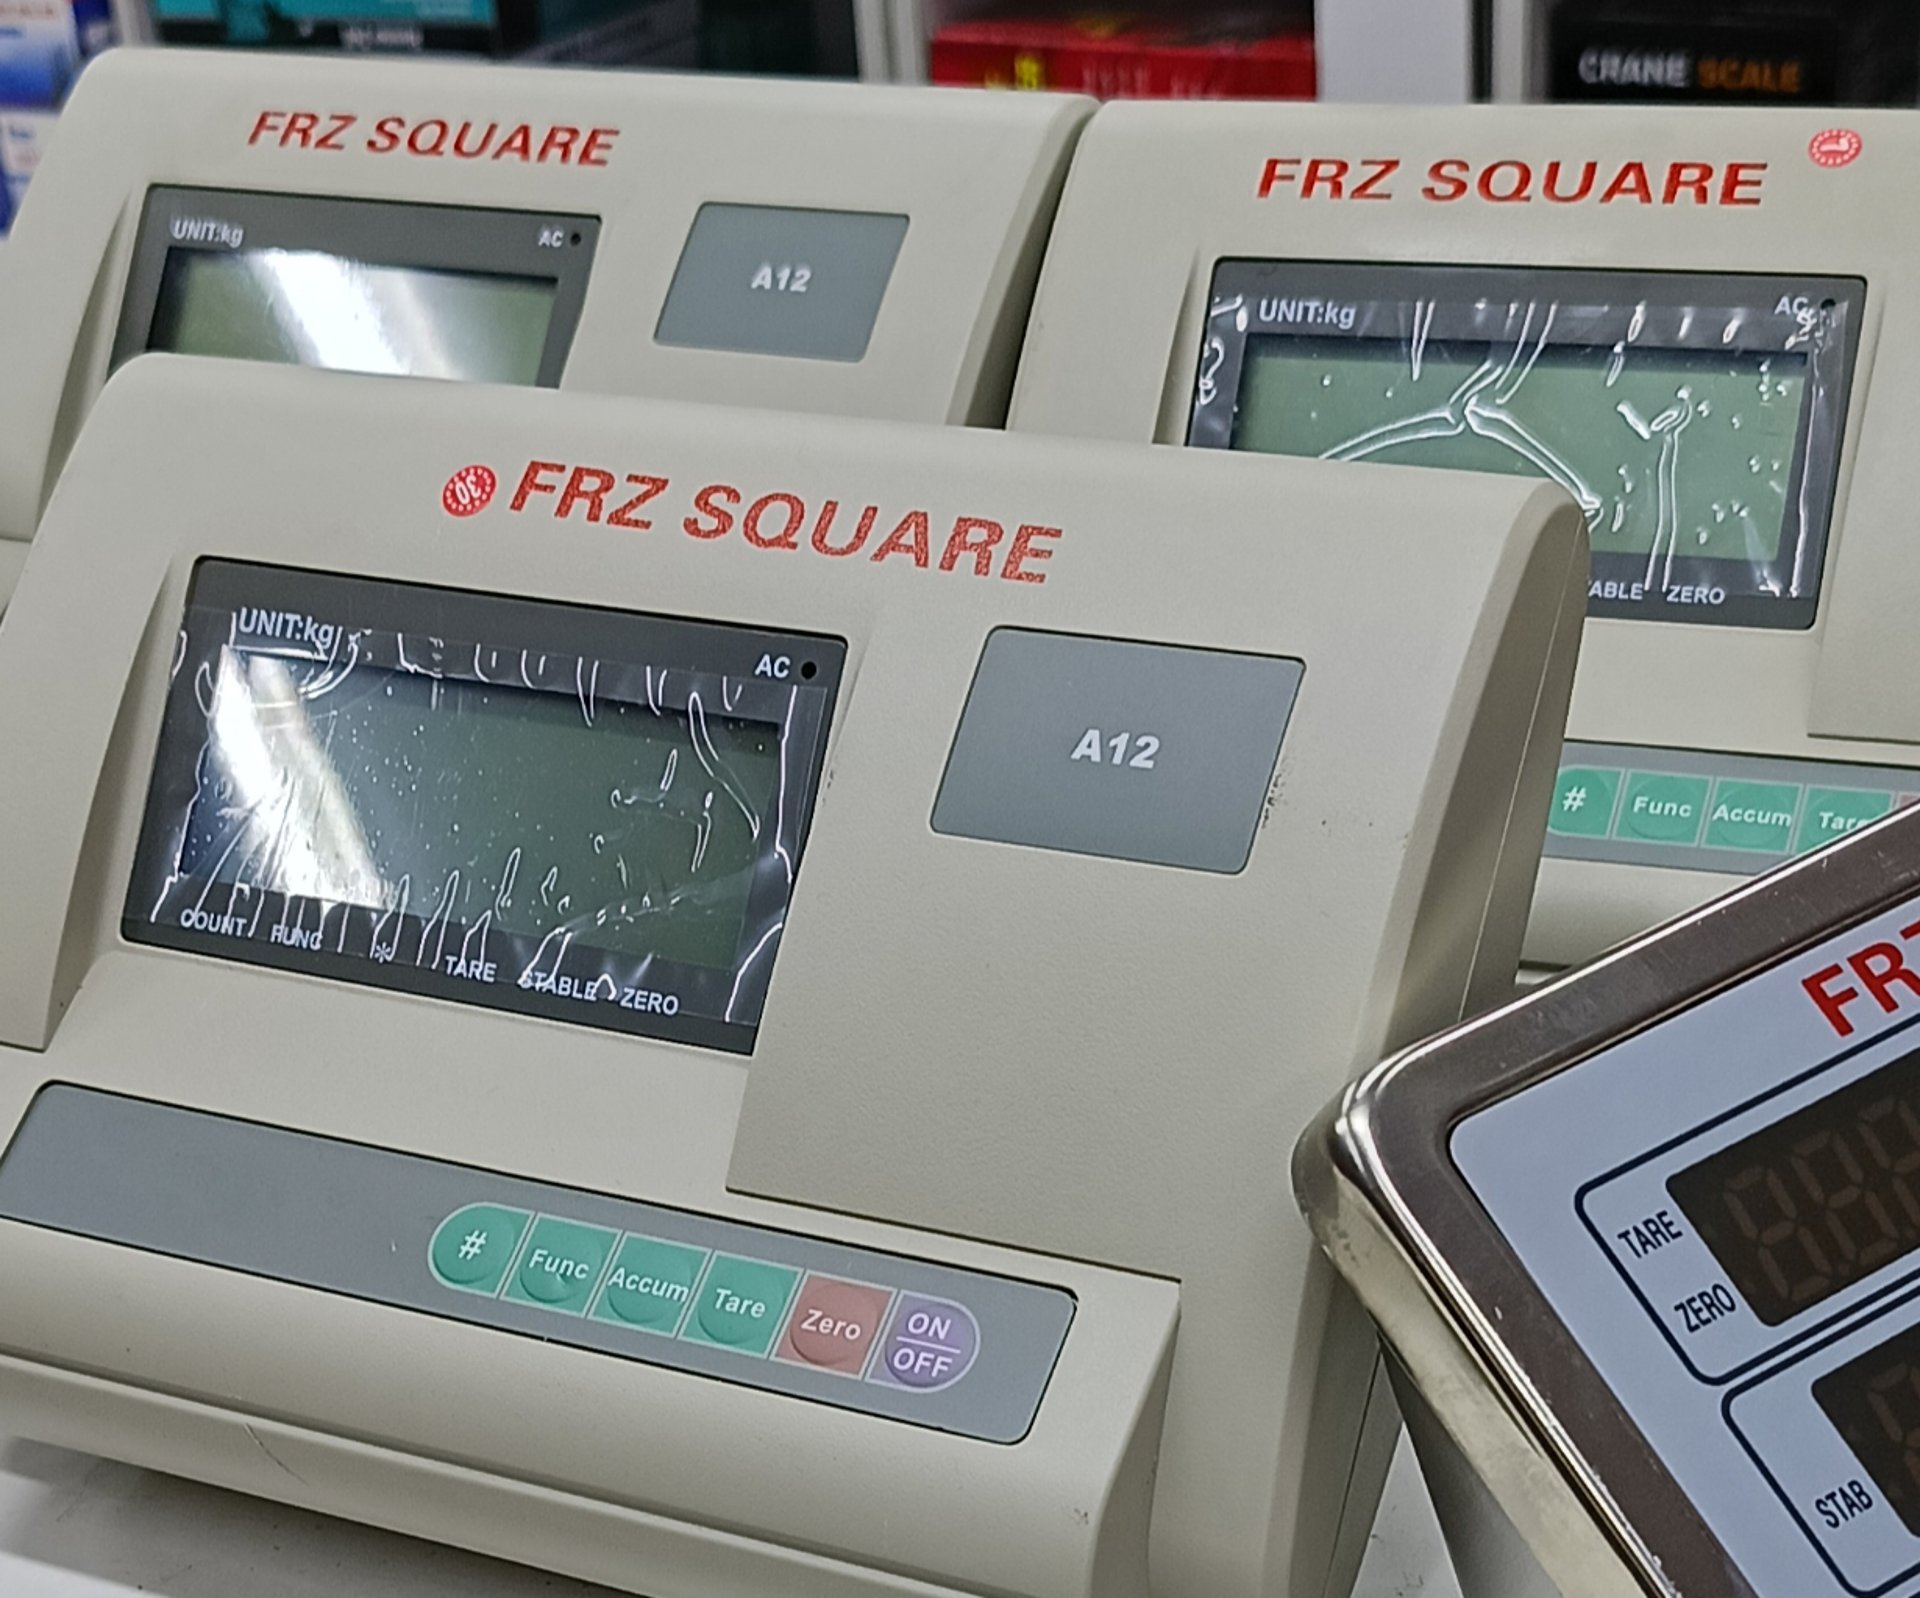 CRANE SCALE
FRZ SQUARE
UNIT:kg
AC
A12
FRZ SQUARE
UNIT:kg
AC
ZERO
# Func Accum Tare
30
FRZ SQUARE
UNIT:kg
AC
A12
COUNT FUNC * TARE STABLE ZERO
# Func Accum Tare Zero ON
OFF
TARE
ZERO
STAB